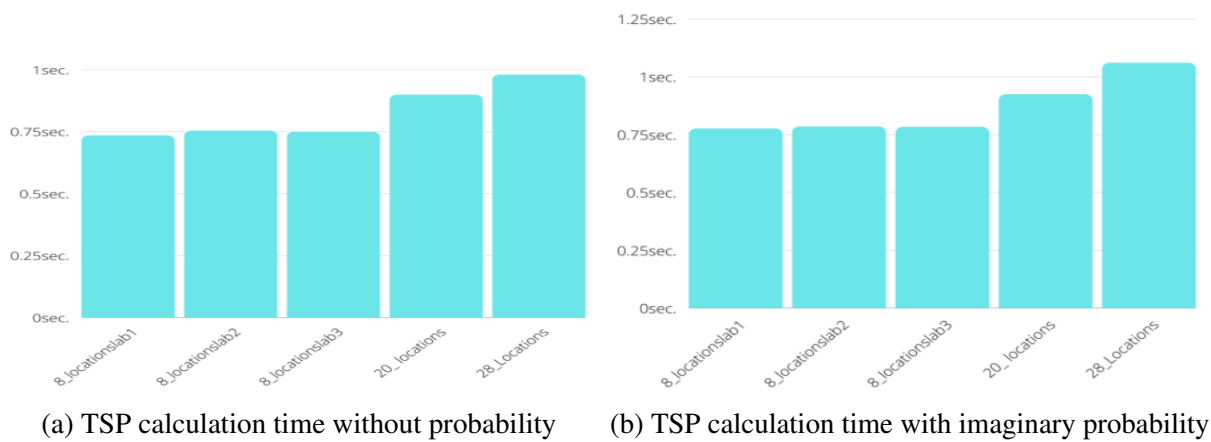 1sec.
0.75sec.
0.5sec.
0.25sec.
0sec.
8_locationslab1
8_locationslab2
8_locationslab3
20_locations
28_Locations
(a) TSP calculation time without probability
1.25sec.
1sec.
0.75sec.
0.5sec.
0.25sec.
0sec.
8_locationslab1
8_locationslab2
8_locationslab3
20_locations
28_Locations
(b) TSP calculation time with imaginary probability